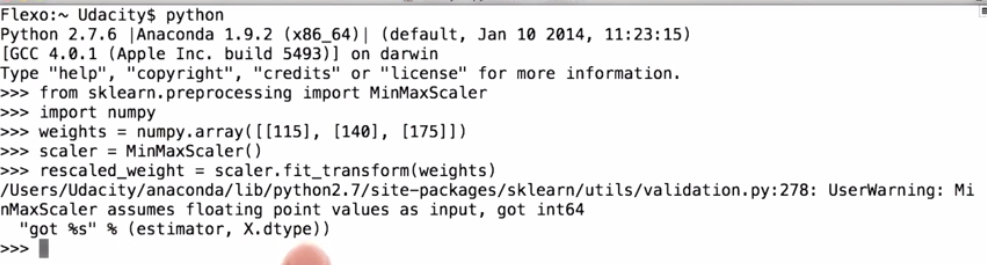 Flexo:~ Udacity$ python
Python 2.7.6 |Anaconda 1.9.2 (x86_64)| (default, Jan 10 2014, 11:23:15)
[GCC 4.0.1 (Apple Inc. build 5493)] on darwin
Type "help", "copyright", "credits" or "license" for more information.
>>> from sklearn.preprocessing import MinMaxScaler
>>> import numpy
>>> weights = numpy.array([[115], [140], [175]])
>>> scaler = MinMaxScaler()
>>> rescaled_weight = scaler.fit_transform(weights)
/Users/Udacity/anaconda/lib/python2.7/site-packages/sklearn/utils/validation.py:278: UserWarning: Mi
nMaxScaler assumes floating point values as input, got int64
  "got %s" % (estimator, X.dtype))
>>>